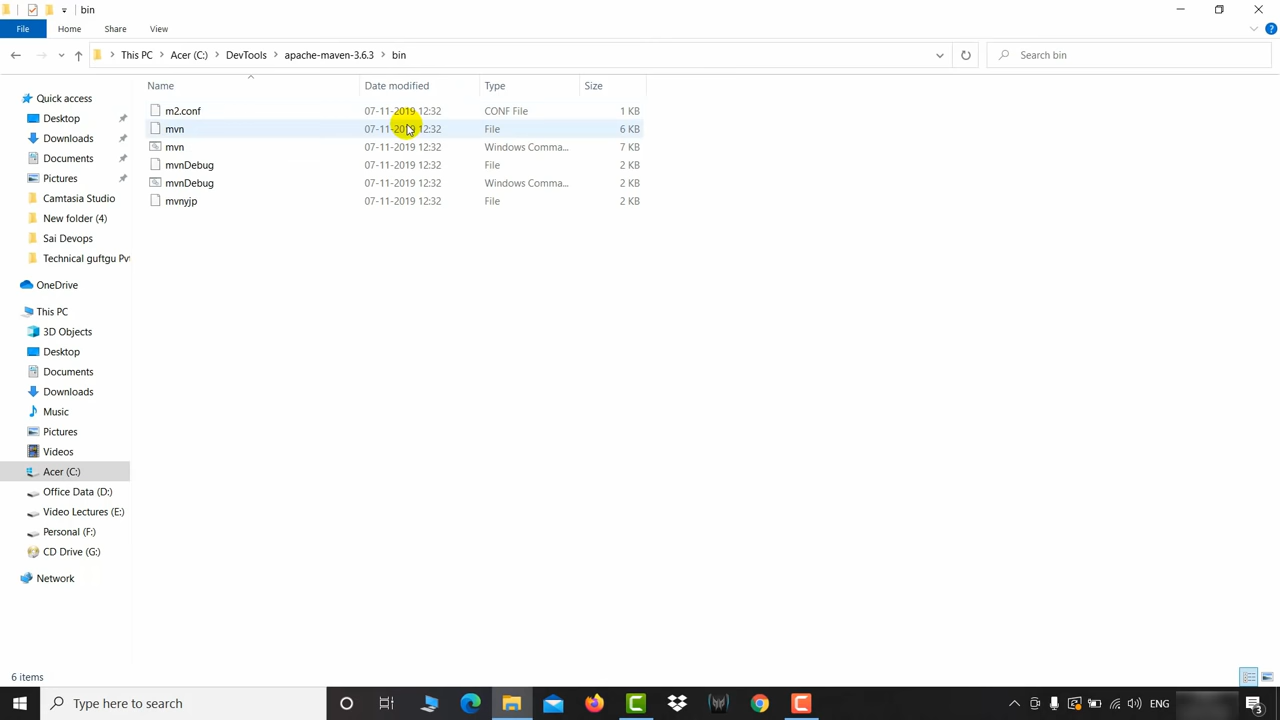 bin
File Home Share View
This PC Acer (C:) DevTools apache-maven-3.6.3 bin
Search bin
Name Date modified Type Size
m2.conf 07-11-2019 12:32 CONF File 1 KB
mvn 07-11-2019 12:32 File 6 KB
mvn 07-11-2019 12:32 Windows Comma... 7 KB
mvnDebug 07-11-2019 12:32 File 2 KB
mvnDebug 07-11-2019 12:32 Windows Comma... 2 KB
mvnyjp 07-11-2019 12:32 File 2 KB
Quick access
Desktop
Downloads
Documents
Pictures
Camtasia Studio
New folder (4)
Sai Devops
Technical guftgu Pvt
OneDrive
This PC
3D Objects
Desktop
Documents
Downloads
Music
Pictures
Videos
Acer (C:)
Office Data (D:)
Video Lectures (E:)
Personal (F:)
CD Drive (G:)
Network
6 items
Type here to search
ENG
3